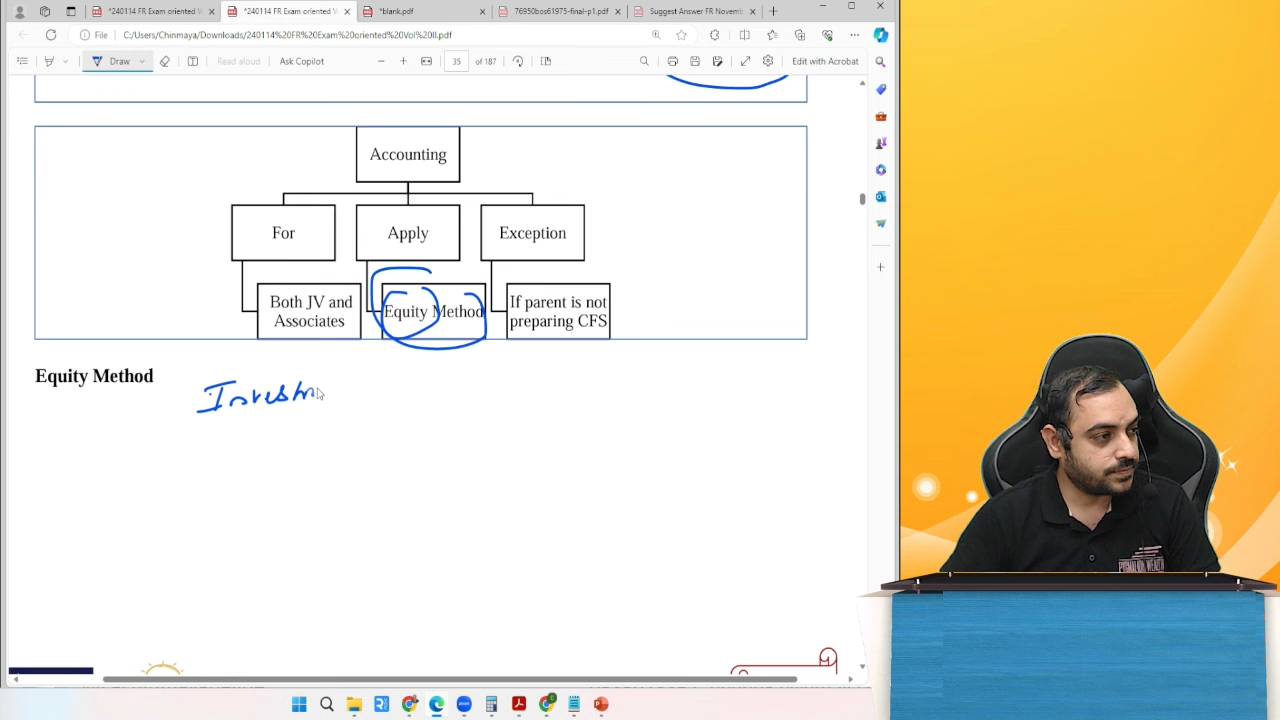 *240114 FR Exam oriented V
*240114 FR Exam oriented V
*blank.pdf
76950bos61975-final-p1.pdf
Suggest Answer FR Novemb
File
C:/Users/Chinmaya/Downloads/240114%20FR%20Exam%20oriented%20Vol%20II.pdf
Draw
Read aloud
Ask Copilot
35
of 187
Edit with Acrobat
Accounting
For
Apply
Exception
Both JV and
Associates
Equity Method
If parent is not
preparing CFS
Equity Method
Investm
PYGMALION WEALTH
zoom